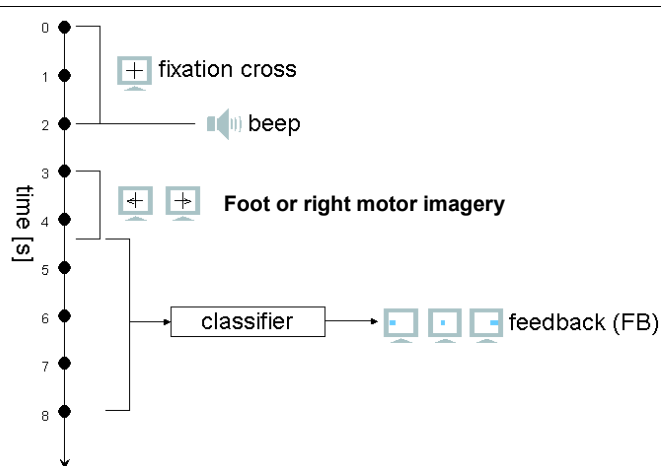 0
1
fixation cross
2
beep
3
Foot or right motor imagery
4
time [s]
5
6
classifier
feedback (FB)
7
8